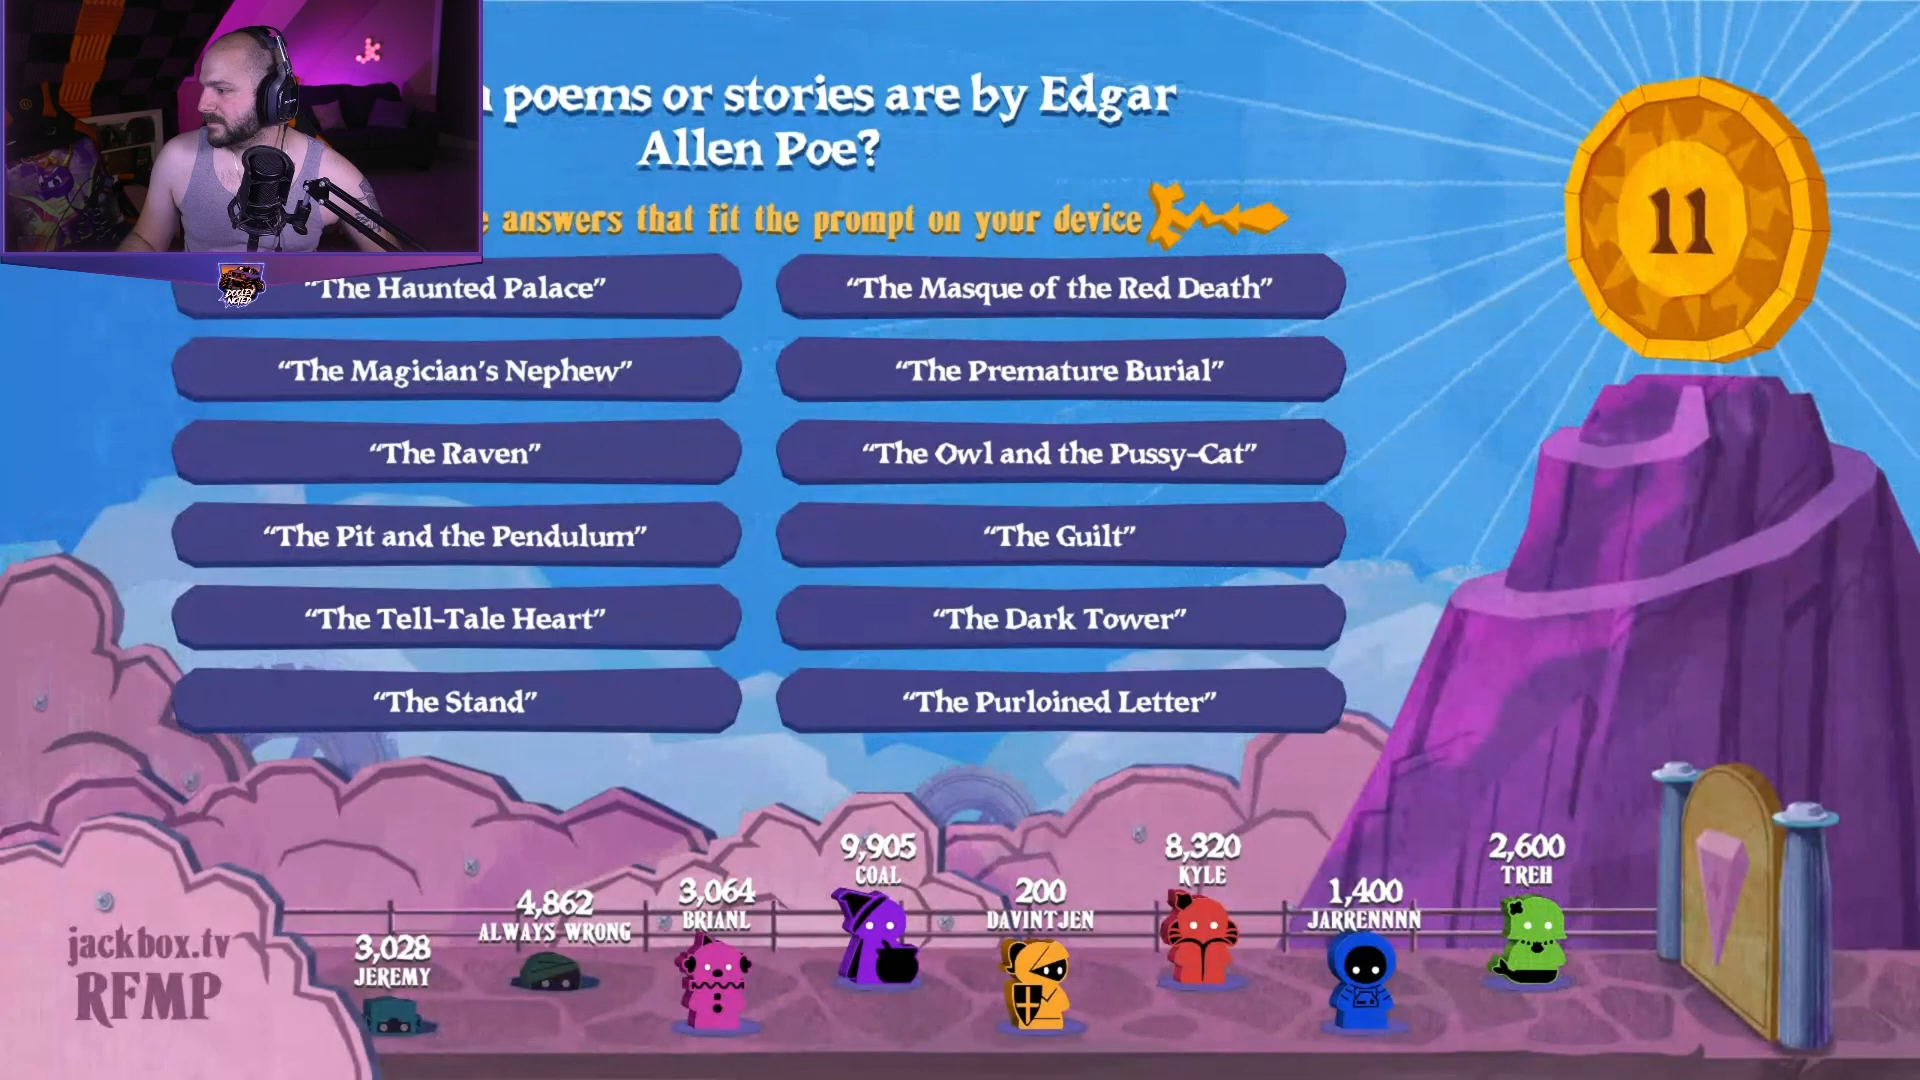 poems or stories are by Edgar
Allen Poe?
answers that fit the prompt on your device
11
"The Haunted Palace"
"The Masque of the Red Death"
"The Magician's Nephew"
"The Premature Burial"
"The Raven"
"The Owl and the Pussy-Cat"
"The Pit and the Pendulum"
"The Guilt"
"The Tell-Tale Heart"
"The Dark Tower"
"The Stand"
"The Purloined Letter"
DOOLEY
NOTED
3,028
JEREMY
4,862
ALWAYS WRONG
3,064
BRIANL
9,905
COAL
200
DAVINTJEN
8,320
KYLE
1,400
JARRENNNN
2,600
TREH
jackbox.tv
RFMP